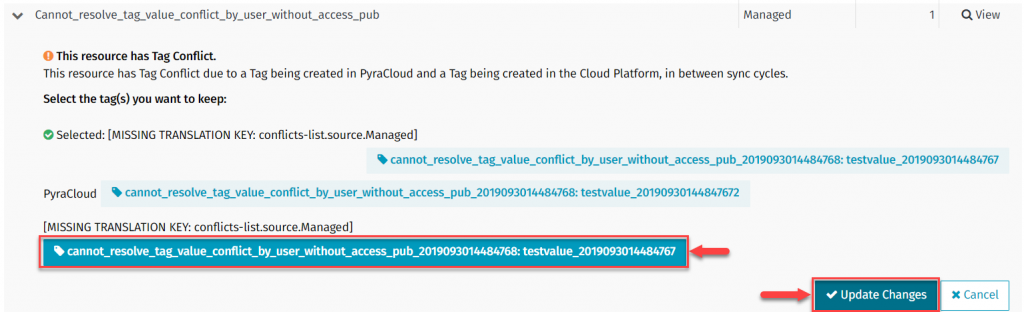 Cannot_resolve_tag_value_conflict_by_user_without_access_pub Managed 1 View
This resource has Tag Conflict.
This resource has Tag Conflict due to a Tag being created in PyraCloud and a Tag being created in the Cloud Platform, in between sync cycles.
Select the tag(s) you want to keep:
Selected: [MISSING TRANSLATION KEY: conflicts-list.source.Managed]
cannot_resolve_tag_value_conflict_by_user_without_access_pub_2019093014484768: testvalue_2019093014484767
PyraCloud cannot_resolve_tag_value_conflict_by_user_without_access_pub_2019093014484768: testvalue_20190930144847672
[MISSING TRANSLATION KEY: conflicts-list.source.Managed]
cannot_resolve_tag_value_conflict_by_user_without_access_pub_2019093014484768: testvalue_2019093014484767
Update Changes Cancel